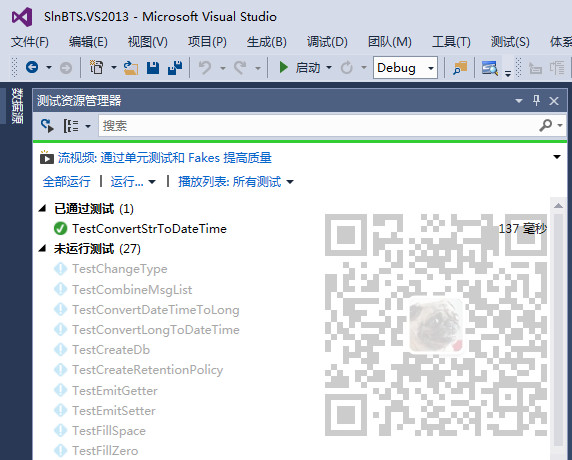 SlnBTS.VS2013 - Microsoft Visual Studio
文件(F) 编辑(E) 视图(V) 项目(P) 生成(B) 调试(D) 团队(M) 工具(T) 测试(S)
启动 Debug
数据源
测试资源管理器
搜索
流视频: 通过单元测试和 Fakes 提高质量
全部运行 运行... 播放列表: 所有测试
已通过测试 (1)
TestConvertStrToDateTime 137 毫秒
未运行测试 (27)
TestChangeType
TestCombineMsgList
TestConvertDateTimeToLong
TestConvertLongToDateTime
TestCreateDb
TestCreateRetentionPolicy
TestEmitGetter
TestEmitSetter
TestFillSpace
TestFillZero